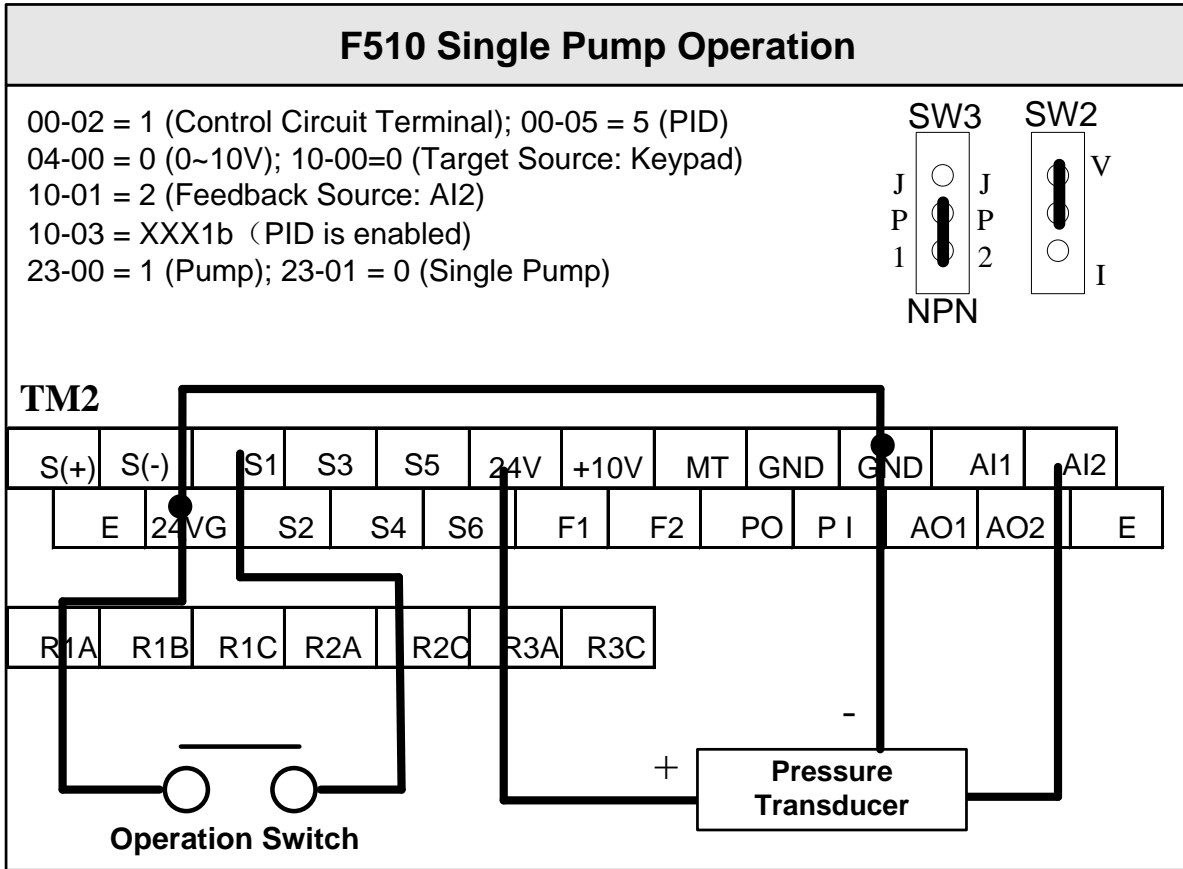 F510 Single Pump Operation
00-02 = 1 (Control Circuit Terminal); 00-05 = 5 (PID)
04-00 = 0 (0~10V); 10-00=0 (Target Source: Keypad)
10-01 = 2 (Feedback Source: AI2)
10-03 = XXX1b（PID is enabled)
23-00 = 1 (Pump); 23-01 = 0 (Single Pump)
SW3 SW2
J J V
P P
1 2 I
NPN
TM2
S(+) S(-) S1 S3 S5 24V +10V MT GND GND AI1 AI2
E 24VG S2 S4 S6 F1 F2 PO P I AO1 AO2 E
R1A R1B R1C R2A R2C R3A R3C
-
+
Pressure
Transducer
Operation Switch